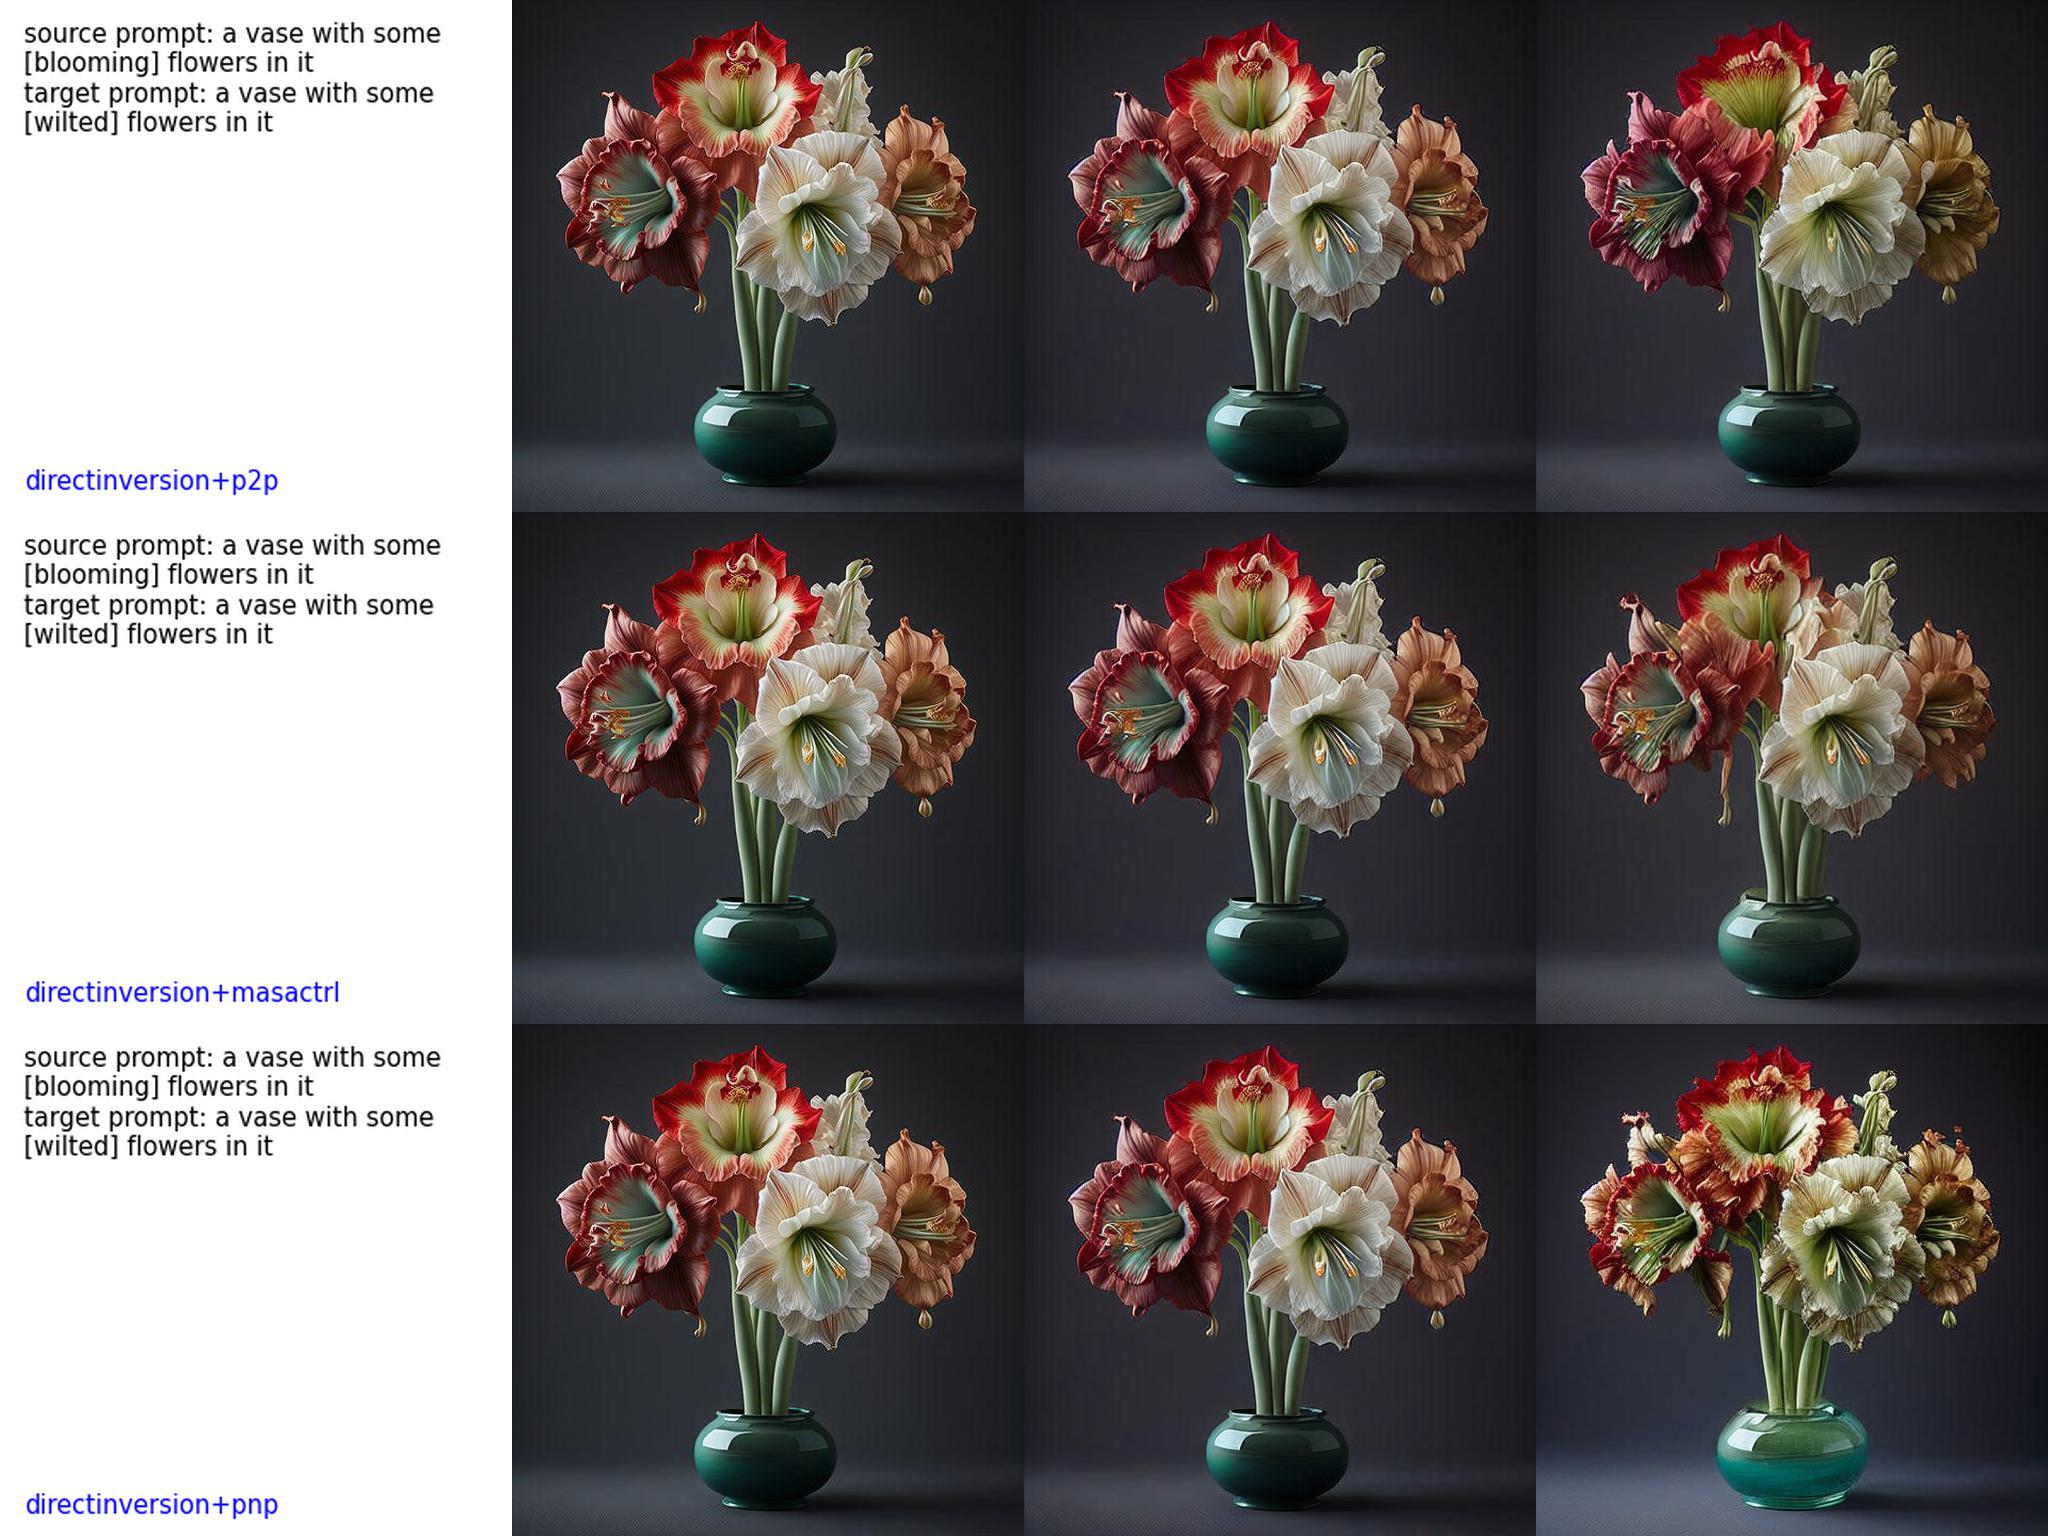 source prompt: a vase with some
[blooming] flowers in it
target prompt: a vase with some
[wilted] flowers in it
directinversion+p2p
source prompt: a vase with some
[blooming] flowers in it
target prompt: a vase with some
[wilted] flowers in it
directinversion+masactrl
source prompt: a vase with some
[blooming] flowers in it
target prompt: a vase with some
[wilted] flowers in it
directinversion+pnp